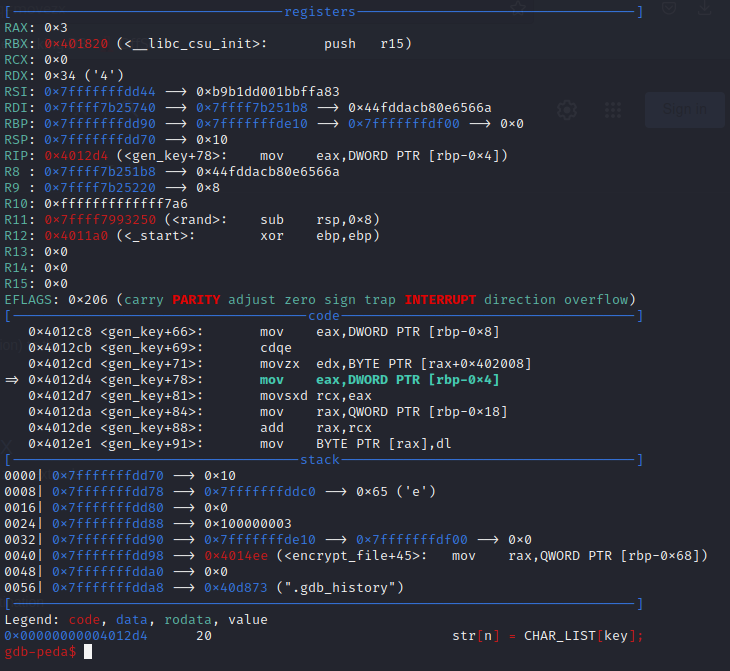 [ registers ]
RAX: 0x3
RBX: 0x401820 (<__libc_csu_init>: push r15)
RCX: 0x0
RDX: 0x34 ('4')
RSI: 0x7fffffffdd44 --> 0xb9b1dd001bbffa83
RDI: 0x7ffff7b25740 --> 0x7ffff7b251b8 --> 0x44fddacb80e6566a
RBP: 0x7fffffffdd90 --> 0x7fffffffde10 --> 0x7fffffffdf00 --> 0x0
RSP: 0x7fffffffdd70 --> 0x10
RIP: 0x4012d4 (<gen_key+78>: mov eax,DWORD PTR [rbp-0x4])
R8 : 0x7ffff7b251b8 --> 0x44fddacb80e6566a
R9 : 0x7ffff7b25220 --> 0x8
R10: 0xfffffffffffff7a6
R11: 0x7ffff7993250 (<rand>: sub rsp,0x8)
R12: 0x4011a0 (<_start>: xor ebp,ebp)
R13: 0x0
R14: 0x0
R15: 0x0
EFLAGS: 0x206 (carry PARITY adjust zero sign trap INTERRUPT direction overflow)
[ code ]
0x4012c8 <gen_key+66>: mov eax,DWORD PTR [rbp-0x8]
0x4012cb <gen_key+69>: cdqe
0x4012cd <gen_key+71>: movzx edx,BYTE PTR [rax+0x402008]
=> 0x4012d4 <gen_key+78>: mov eax,DWORD PTR [rbp-0x4]
0x4012d7 <gen_key+81>: movsxd rcx,eax
0x4012da <gen_key+84>: mov rax,QWORD PTR [rbp-0x18]
0x4012de <gen_key+88>: add rax,rcx
0x4012e1 <gen_key+91>: mov BYTE PTR [rax],dl
[ stack ]
0000| 0x7fffffffdd70 --> 0x10
0008| 0x7fffffffdd78 --> 0x7fffffffddc0 --> 0x65 ('e')
0016| 0x7fffffffdd80 --> 0x0
0024| 0x7fffffffdd88 --> 0x100000003
0032| 0x7fffffffdd90 --> 0x7fffffffde10 --> 0x7fffffffdf00 --> 0x0
0040| 0x7fffffffdd98 --> 0x4014ee (<encrypt_file+45>: mov rax,QWORD PTR [rbp-0x68])
0048| 0x7fffffffdda0 --> 0x0
0056| 0x7fffffffdda8 --> 0x40d873 (".gdb_history")
[ ]
Legend: code, data, rodata, value
0x00000000004012d4 20 str[n] = CHAR_LIST[key];
gdb-peda$